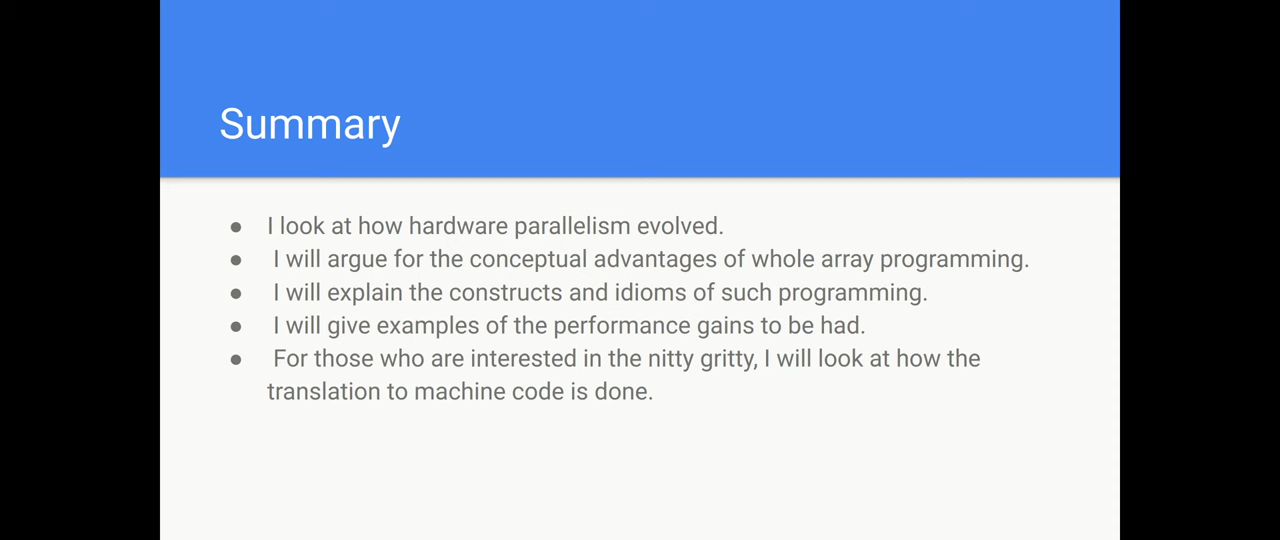 Summary
● I look at how hardware parallelism evolved.
● I will argue for the conceptual advantages of whole array programming.
● I will explain the constructs and idioms of such programming.
● I will give examples of the performance gains to be had.
● For those who are interested in the nitty gritty, I will look at how the
translation to machine code is done.